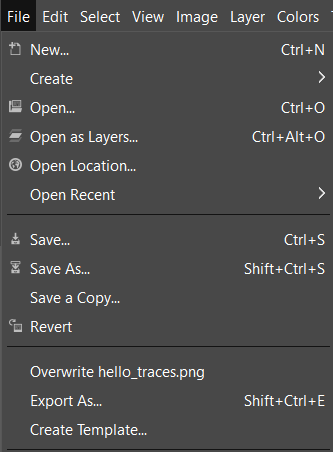 File Edit Select View Image Layer Colors
New... Ctrl+N
Create
Open... Ctrl+O
Open as Layers... Ctrl+Alt+O
Open Location...
Open Recent
Save... Ctrl+S
Save As... Shift+Ctrl+S
Save a Copy...
Revert
Overwrite hello_traces.png
Export As... Shift+Ctrl+E
Create Template...